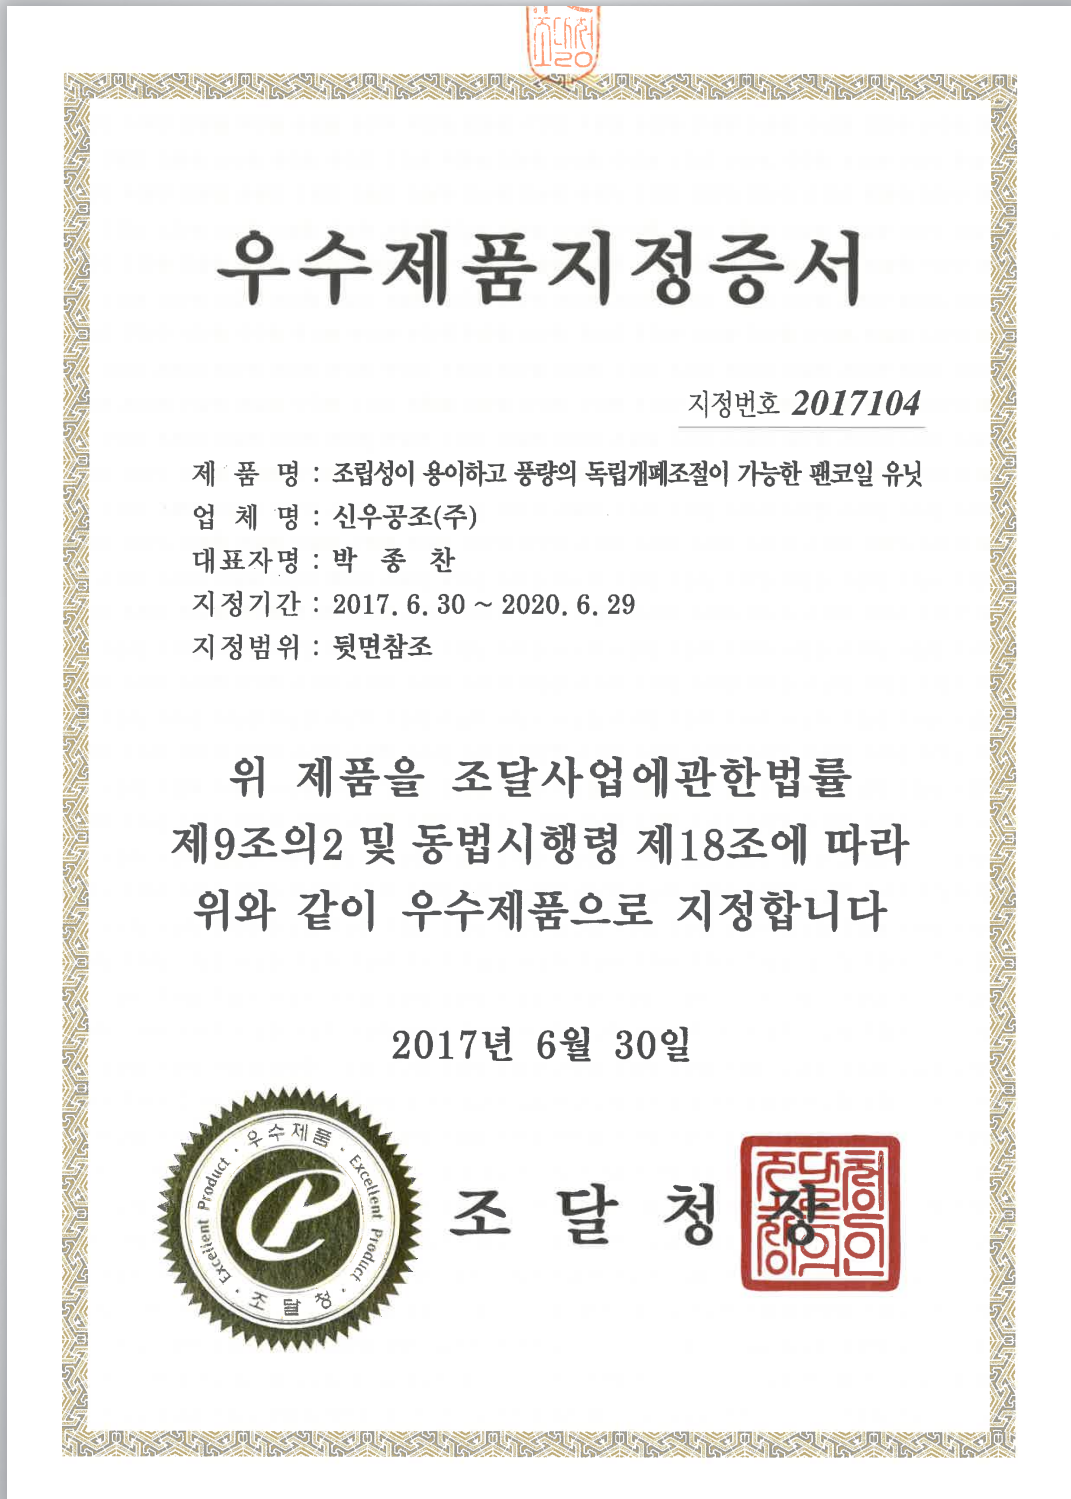 우수제품지정증서
지정번호 2017104
제 품 명 : 조립성이 용이하고 풍량의 독립개폐조절이 가능한 팬코일 유닛
업 체 명 : 신우공조(주)
대표자명 : 박 종 찬
지정기간 : 2017. 6. 30 ~ 2020. 6. 29
지정범위 : 뒷면참조
위 제품을 조달사업에관한법률
제9조의2 및 동법시행령 제18조에 따라
위와 같이 우수제품으로 지정합니다
2017년 6월 30일
· 우수제품 · Excellent Product · 조달청 · Excellent Product
조 달 청 장